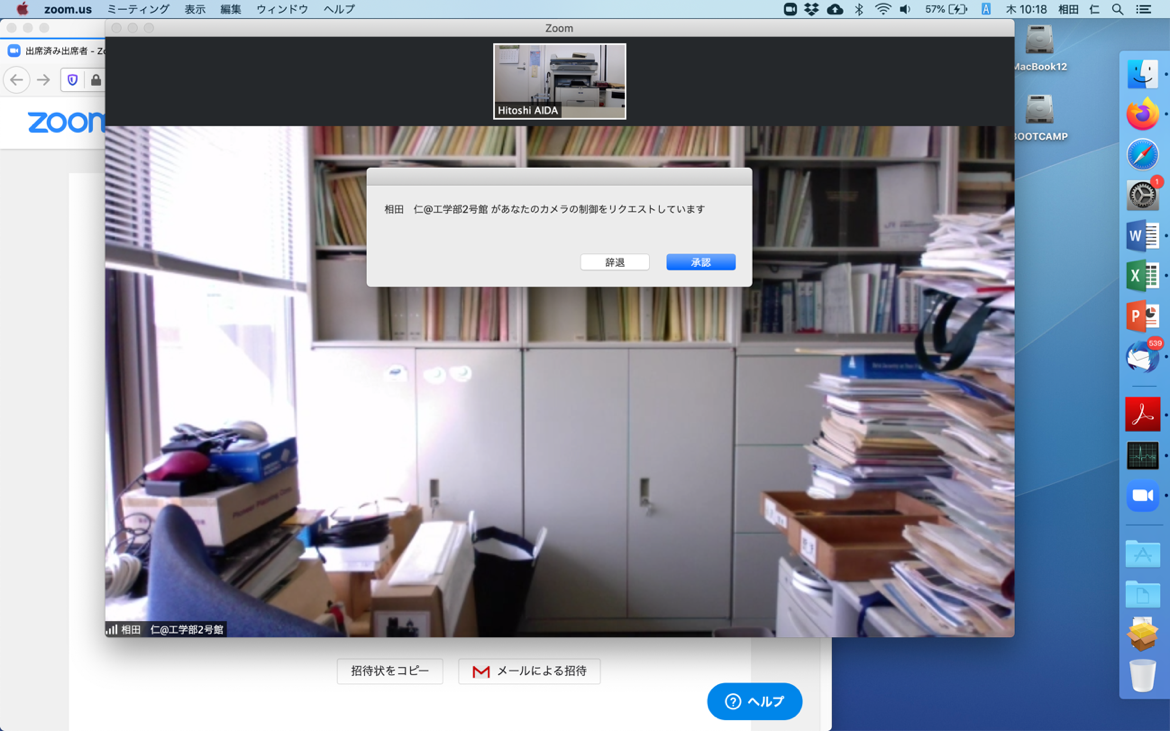 zoom.us ミーティング 表示 編集 ウィンドウ ヘルプ 57% A 木 10:18 相田 仁
Zoom
出席済み出席者 - Zo
zoom
Hitoshi AIDA
MacBook12
BOOTCAMP
相田 仁@工学部2号館 があなたのカメラの制御をリクエストしています
辞退 承認
1
W
X
P
539
相田 仁@工学部2号館
招待状をコピー M メールによる招待
? ヘルプ